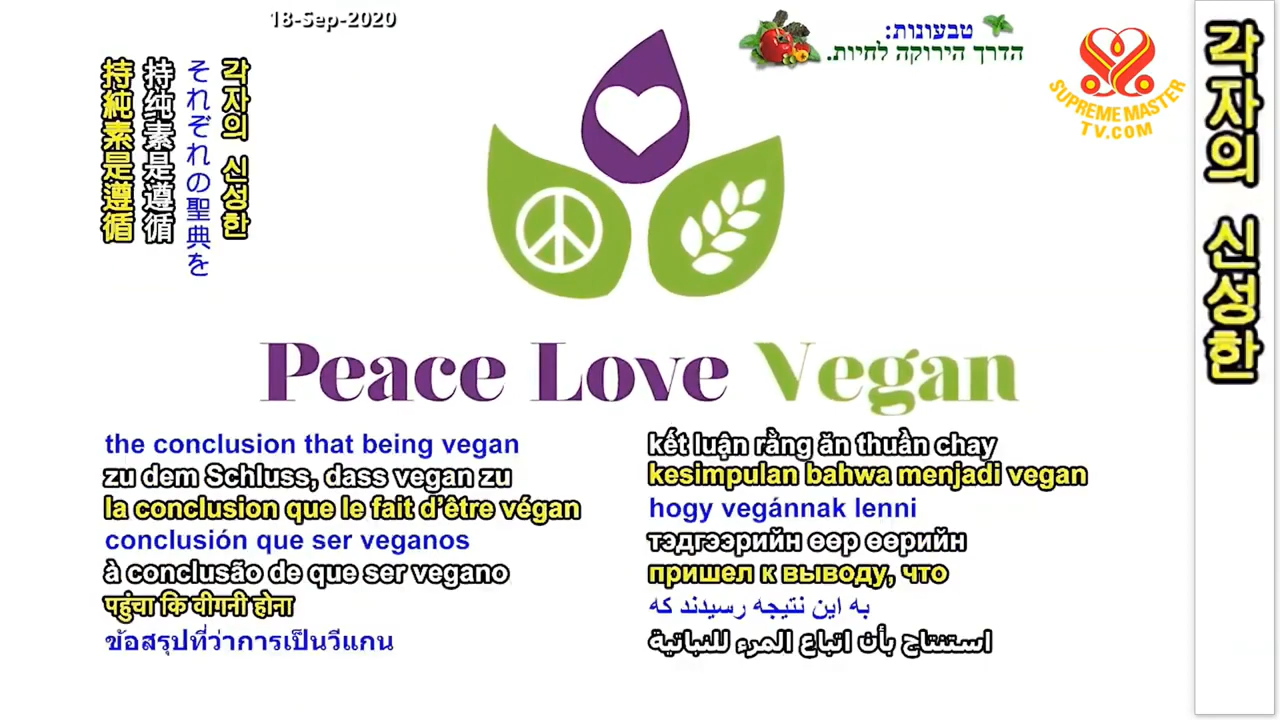 18-Sep-2020
טבעונות:
הדרך הירוקה לחיות.
SUPREME MASTER
TV.COM
각자의 신성한
각자의 신성한
それぞれの聖典を
持纯素是遵循
持純素是遵循
Peace Love Vegan
the conclusion that being vegan
zu dem Schluss, dass vegan zu
la conclusion que le fait d'être végan
conclusión que ser veganos
à conclusão de que ser vegano
पहुंचा कि वीगनी होना
ข้อสรุปที่ว่าการเป็นวีแกน
kết luận rằng ăn thuần chay
kesimpulan bahwa menjadi vegan
hogy vegánnak lenni
тэдгээрийн өөр өөрийн
пришел к выводу, что
به این نتیجه رسیدند که
استنتاج بأن اتباع المرء للنباتية